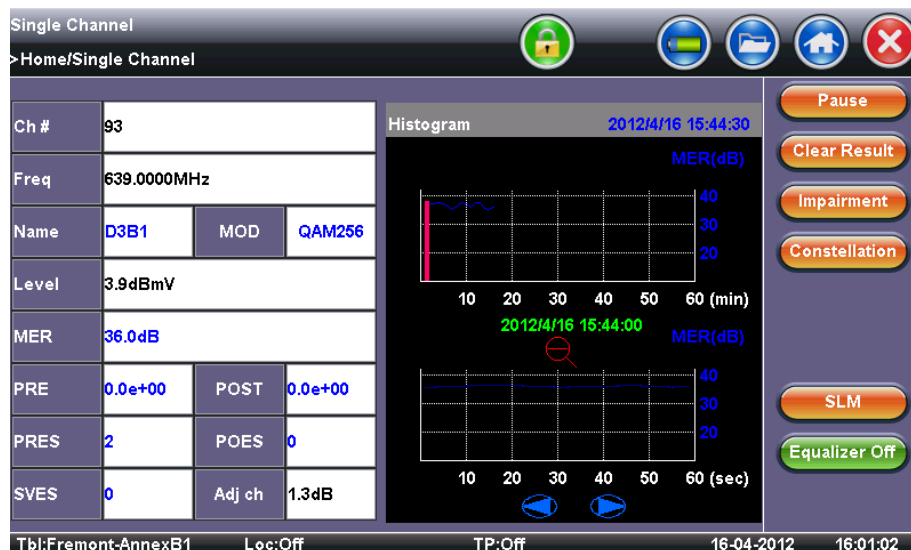 Single Channel
>Home/Single Channel
Ch # 93
Freq 639.0000MHz
Name D3B1 MOD QAM256
Level 3.9dBmV
MER 36.0dB
PRE 0.0e+00 POST 0.0e+00
PRES 2 POES 0
SVES 0 Adj ch 1.3dB
Histogram 2012/4/16 15:44:30
MER(dB)
40
30
20
10 20 30 40 50 60 (min)
2012/4/16 15:44:00
MER(dB)
40
30
20
10 20 30 40 50 60 (sec)
Pause
Clear Result
Impairment
Constellation
SLM
Equalizer Off
Tbl:Fremont-AnnexB1 Loc:Off TP:Off 16-04-2012 16:01:02